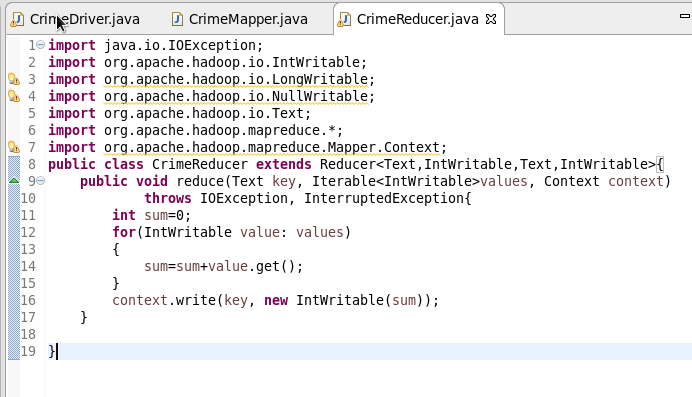 CrimeDriver.java CrimeMapper.java CrimeReducer.java
1 import java.io.IOException;
2 import org.apache.hadoop.io.IntWritable;
3 import org.apache.hadoop.io.LongWritable;
4 import org.apache.hadoop.io.NullWritable;
5 import org.apache.hadoop.io.Text;
6 import org.apache.hadoop.mapreduce.*;
7 import org.apache.hadoop.mapreduce.Mapper.Context;
8 public class CrimeReducer extends Reducer<Text,IntWritable,Text,IntWritable>{
9 public void reduce(Text key, Iterable<IntWritable>values, Context context)
10 throws IOException, InterruptedException{
11 int sum=0;
12 for(IntWritable value: values)
13 {
14 sum=sum+value.get();
15 }
16 context.write(key, new IntWritable(sum));
17 }
18
19 }